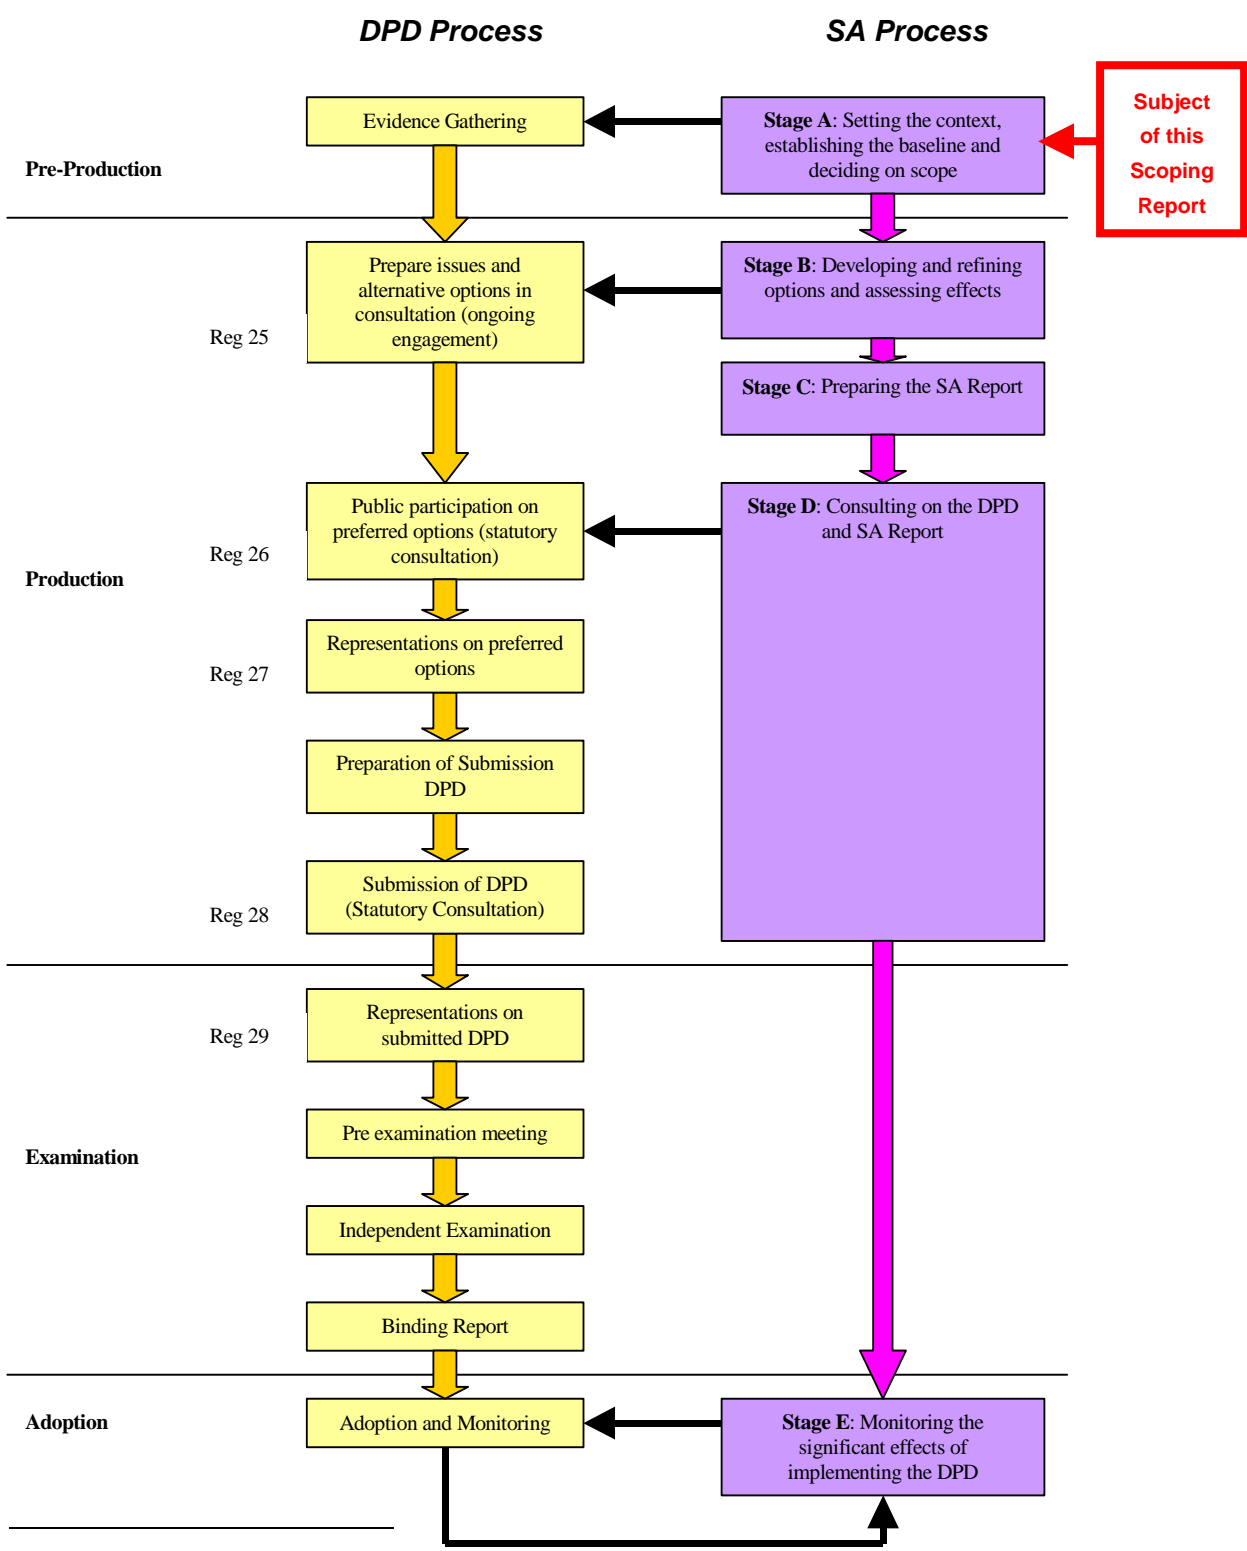 DPD Process
SA Process
Evidence Gathering
Stage A: Setting the context,
establishing the baseline and
deciding on scope
Subject
of this
Scoping
Report
Pre-Production
Prepare issues and
alternative options in
consultation (ongoing
engagement)
Reg 25
Stage B: Developing and refining
options and assessing effects
Stage C: Preparing the SA Report
Public participation on
preferred options (statutory
consultation)
Reg 26
Stage D: Consulting on the DPD
and SA Report
Production
Representations on preferred
options
Reg 27
Preparation of Submission
DPD
Submission of DPD
(Statutory Consultation)
Reg 28
Representations on
submitted DPD
Reg 29
Pre examination meeting
Examination
Independent Examination
Binding Report
Adoption
Adoption and Monitoring
Stage E: Monitoring the
significant effects of
implementing the DPD